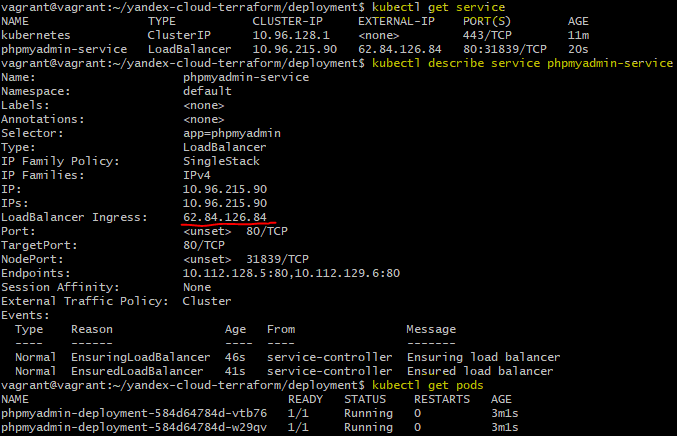 vagrant@vagrant:~/yandex-cloud-terraform/deployment$ kubectl get service
NAME                 TYPE           CLUSTER-IP      EXTERNAL-IP    PORT(S)        AGE
kubernetes           ClusterIP      10.96.128.1     <none>         443/TCP        11m
phpmyadmin-service   LoadBalancer   10.96.215.90    62.84.126.84   80:31839/TCP   20s
vagrant@vagrant:~/yandex-cloud-terraform/deployment$ kubectl describe service phpmyadmin-service
Name:                     phpmyadmin-service
Namespace:                default
Labels:                   <none>
Annotations:              <none>
Selector:                 app=phpmyadmin
Type:                     LoadBalancer
IP Family Policy:         SingleStack
IP Families:              IPv4
IP:                       10.96.215.90
IPs:                      10.96.215.90
LoadBalancer Ingress:     62.84.126.84
Port:                     <unset>  80/TCP
TargetPort:               80/TCP
NodePort:                 <unset>  31839/TCP
Endpoints:                10.112.128.5:80,10.112.129.6:80
Session Affinity:         None
External Traffic Policy:  Cluster
Events:
  Type    Reason                Age   From                Message
  ----    ------                ----  ----                -------
  Normal  EnsuringLoadBalancer  46s   service-controller  Ensuring load balancer
  Normal  EnsuredLoadBalancer   41s   service-controller  Ensured load balancer
vagrant@vagrant:~/yandex-cloud-terraform/deployment$ kubectl get pods
NAME                                     READY   STATUS    RESTARTS   AGE
phpmyadmin-deployment-584d64784d-vtb76   1/1     Running   0          3m1s
phpmyadmin-deployment-584d64784d-w29qv   1/1     Running   0          3m1s